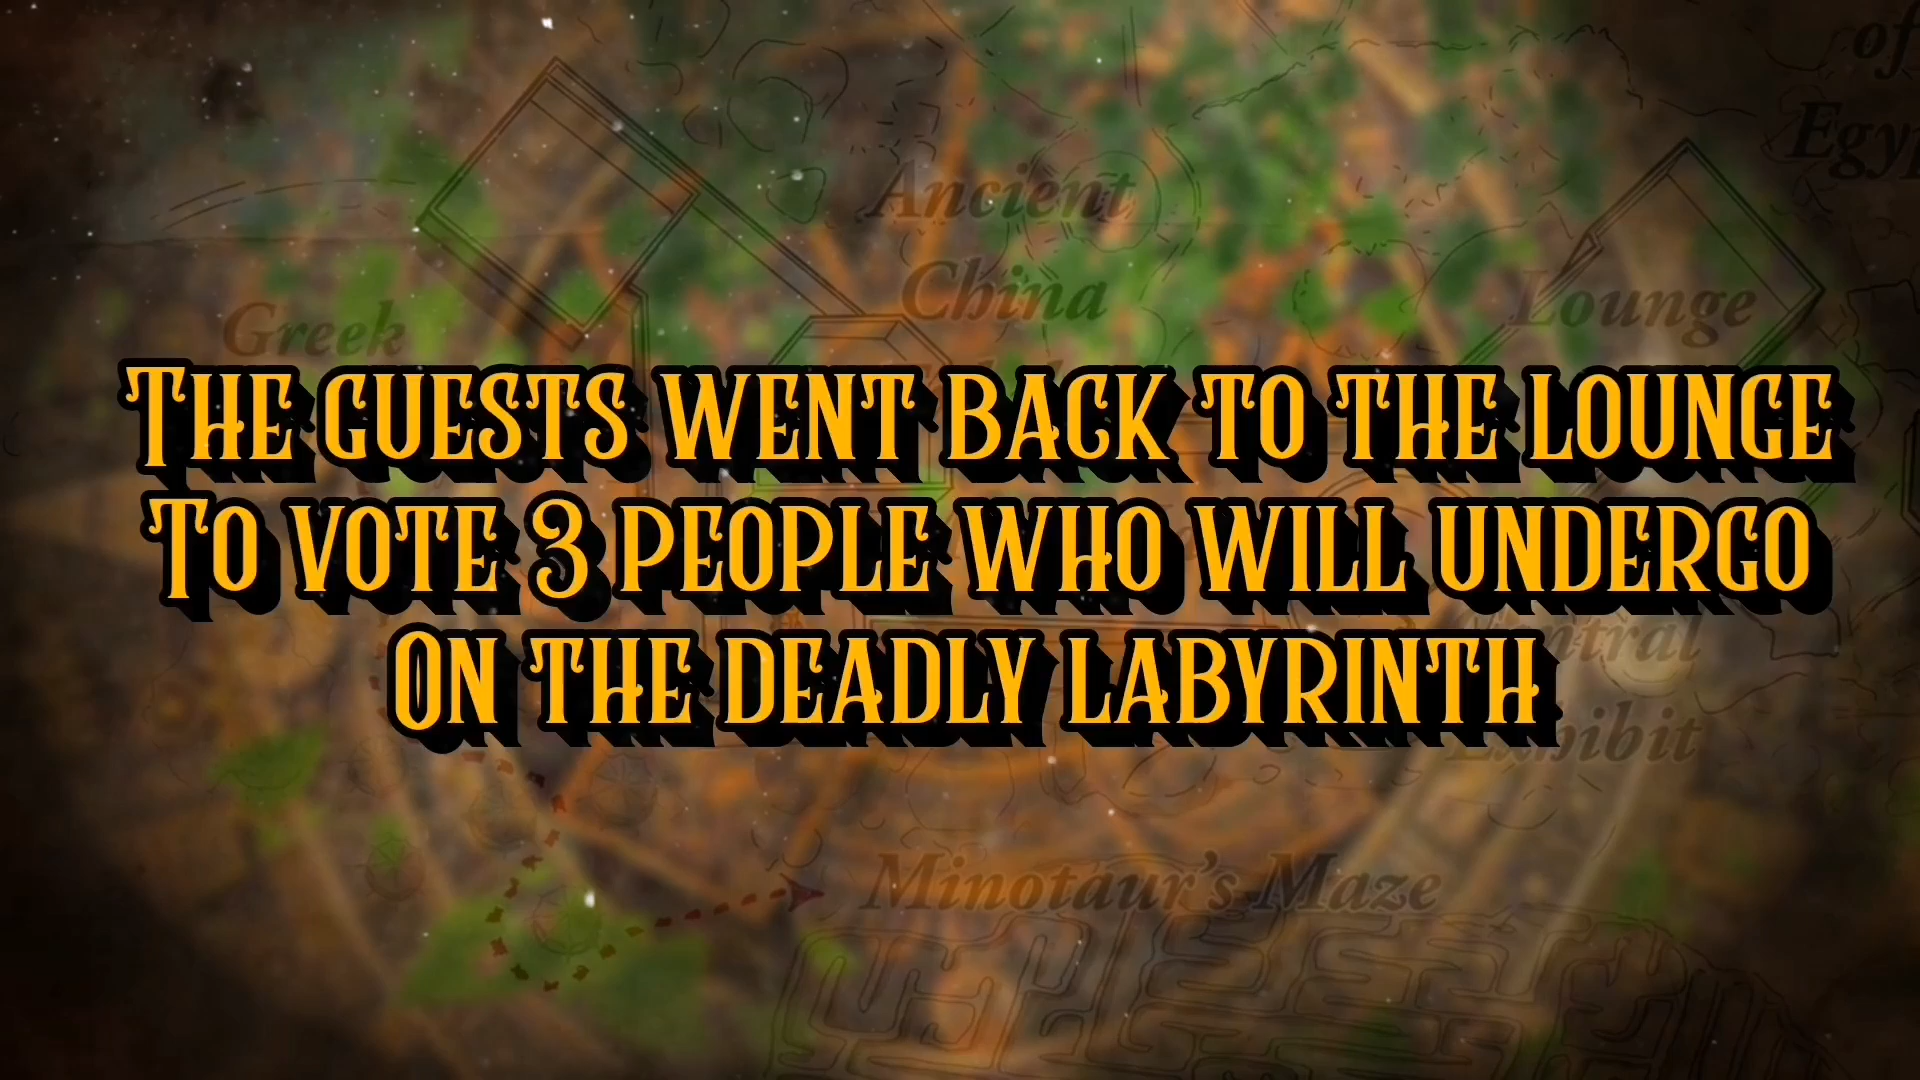 of
Ancient
China
Greek
Lounge
THE GUESTS WENT BACK TO THE LOUNGE
TO VOTE 3 PEOPLE WHO WILL UNDERGO
ON THE DEADLY LABYRINTH
Minotaur's Maze